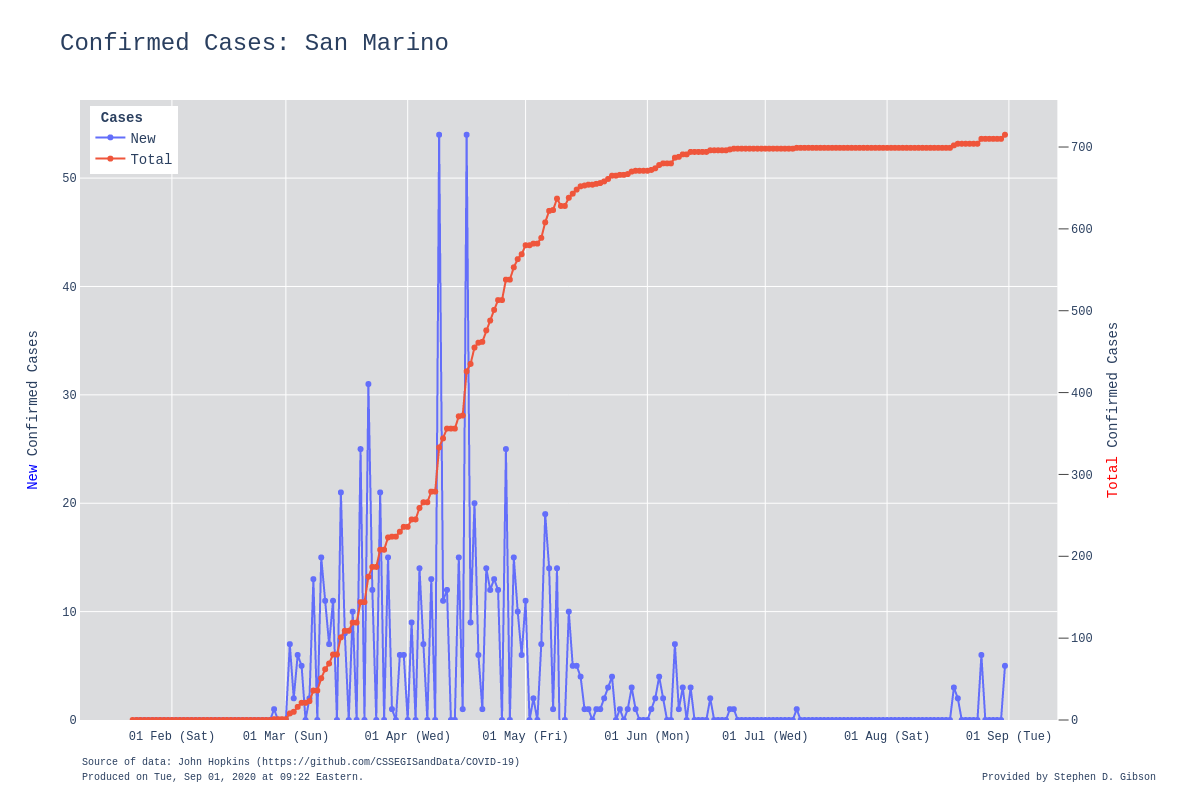 Confirmed Cases: San Marino
Cases
New
Total
50
40
30
20
10
0
700
600
500
400
300
200
100
0
New Confirmed Cases
Total Confirmed Cases
01 Feb (Sat) 01 Mar (Sun) 01 Apr (Wed) 01 May (Fri) 01 Jun (Mon) 01 Jul (Wed) 01 Aug (Sat) 01 Sep (Tue)
Source of data: John Hopkins (https://github.com/CSSEGISandData/COVID-19)
Produced on Tue, Sep 01, 2020 at 09:22 Eastern.
Provided by Stephen D. Gibson